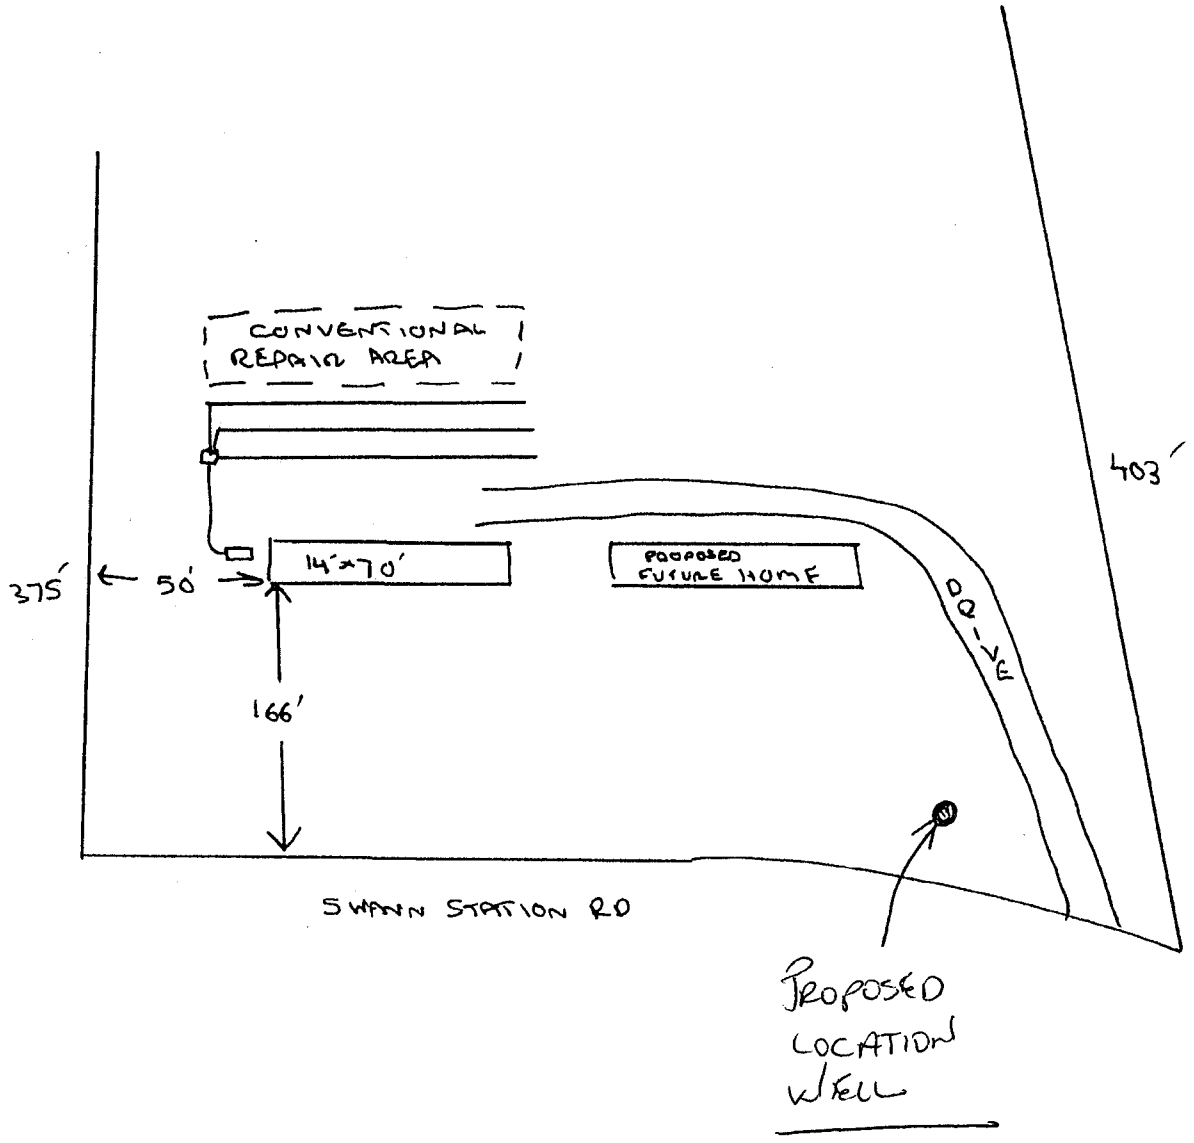 CONVENTIONAL
REPAIR AREA
403'
14'x70'
PROPOSED
FUTURE HOME
375'
50'
DRIVE
166'
SWANN STATION RD
PROPOSED
LOCATION
WELL